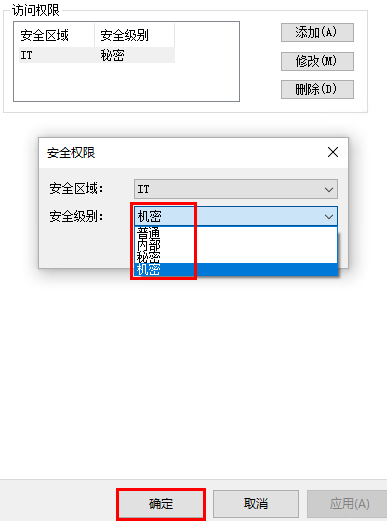 访问权限
安全区域 安全级别
IT 秘密
添加(A)
修改(M)
删除(D)
安全权限
安全区域: IT
安全级别: 机密
普通
内部
秘密
机密
确定 取消 应用(A)